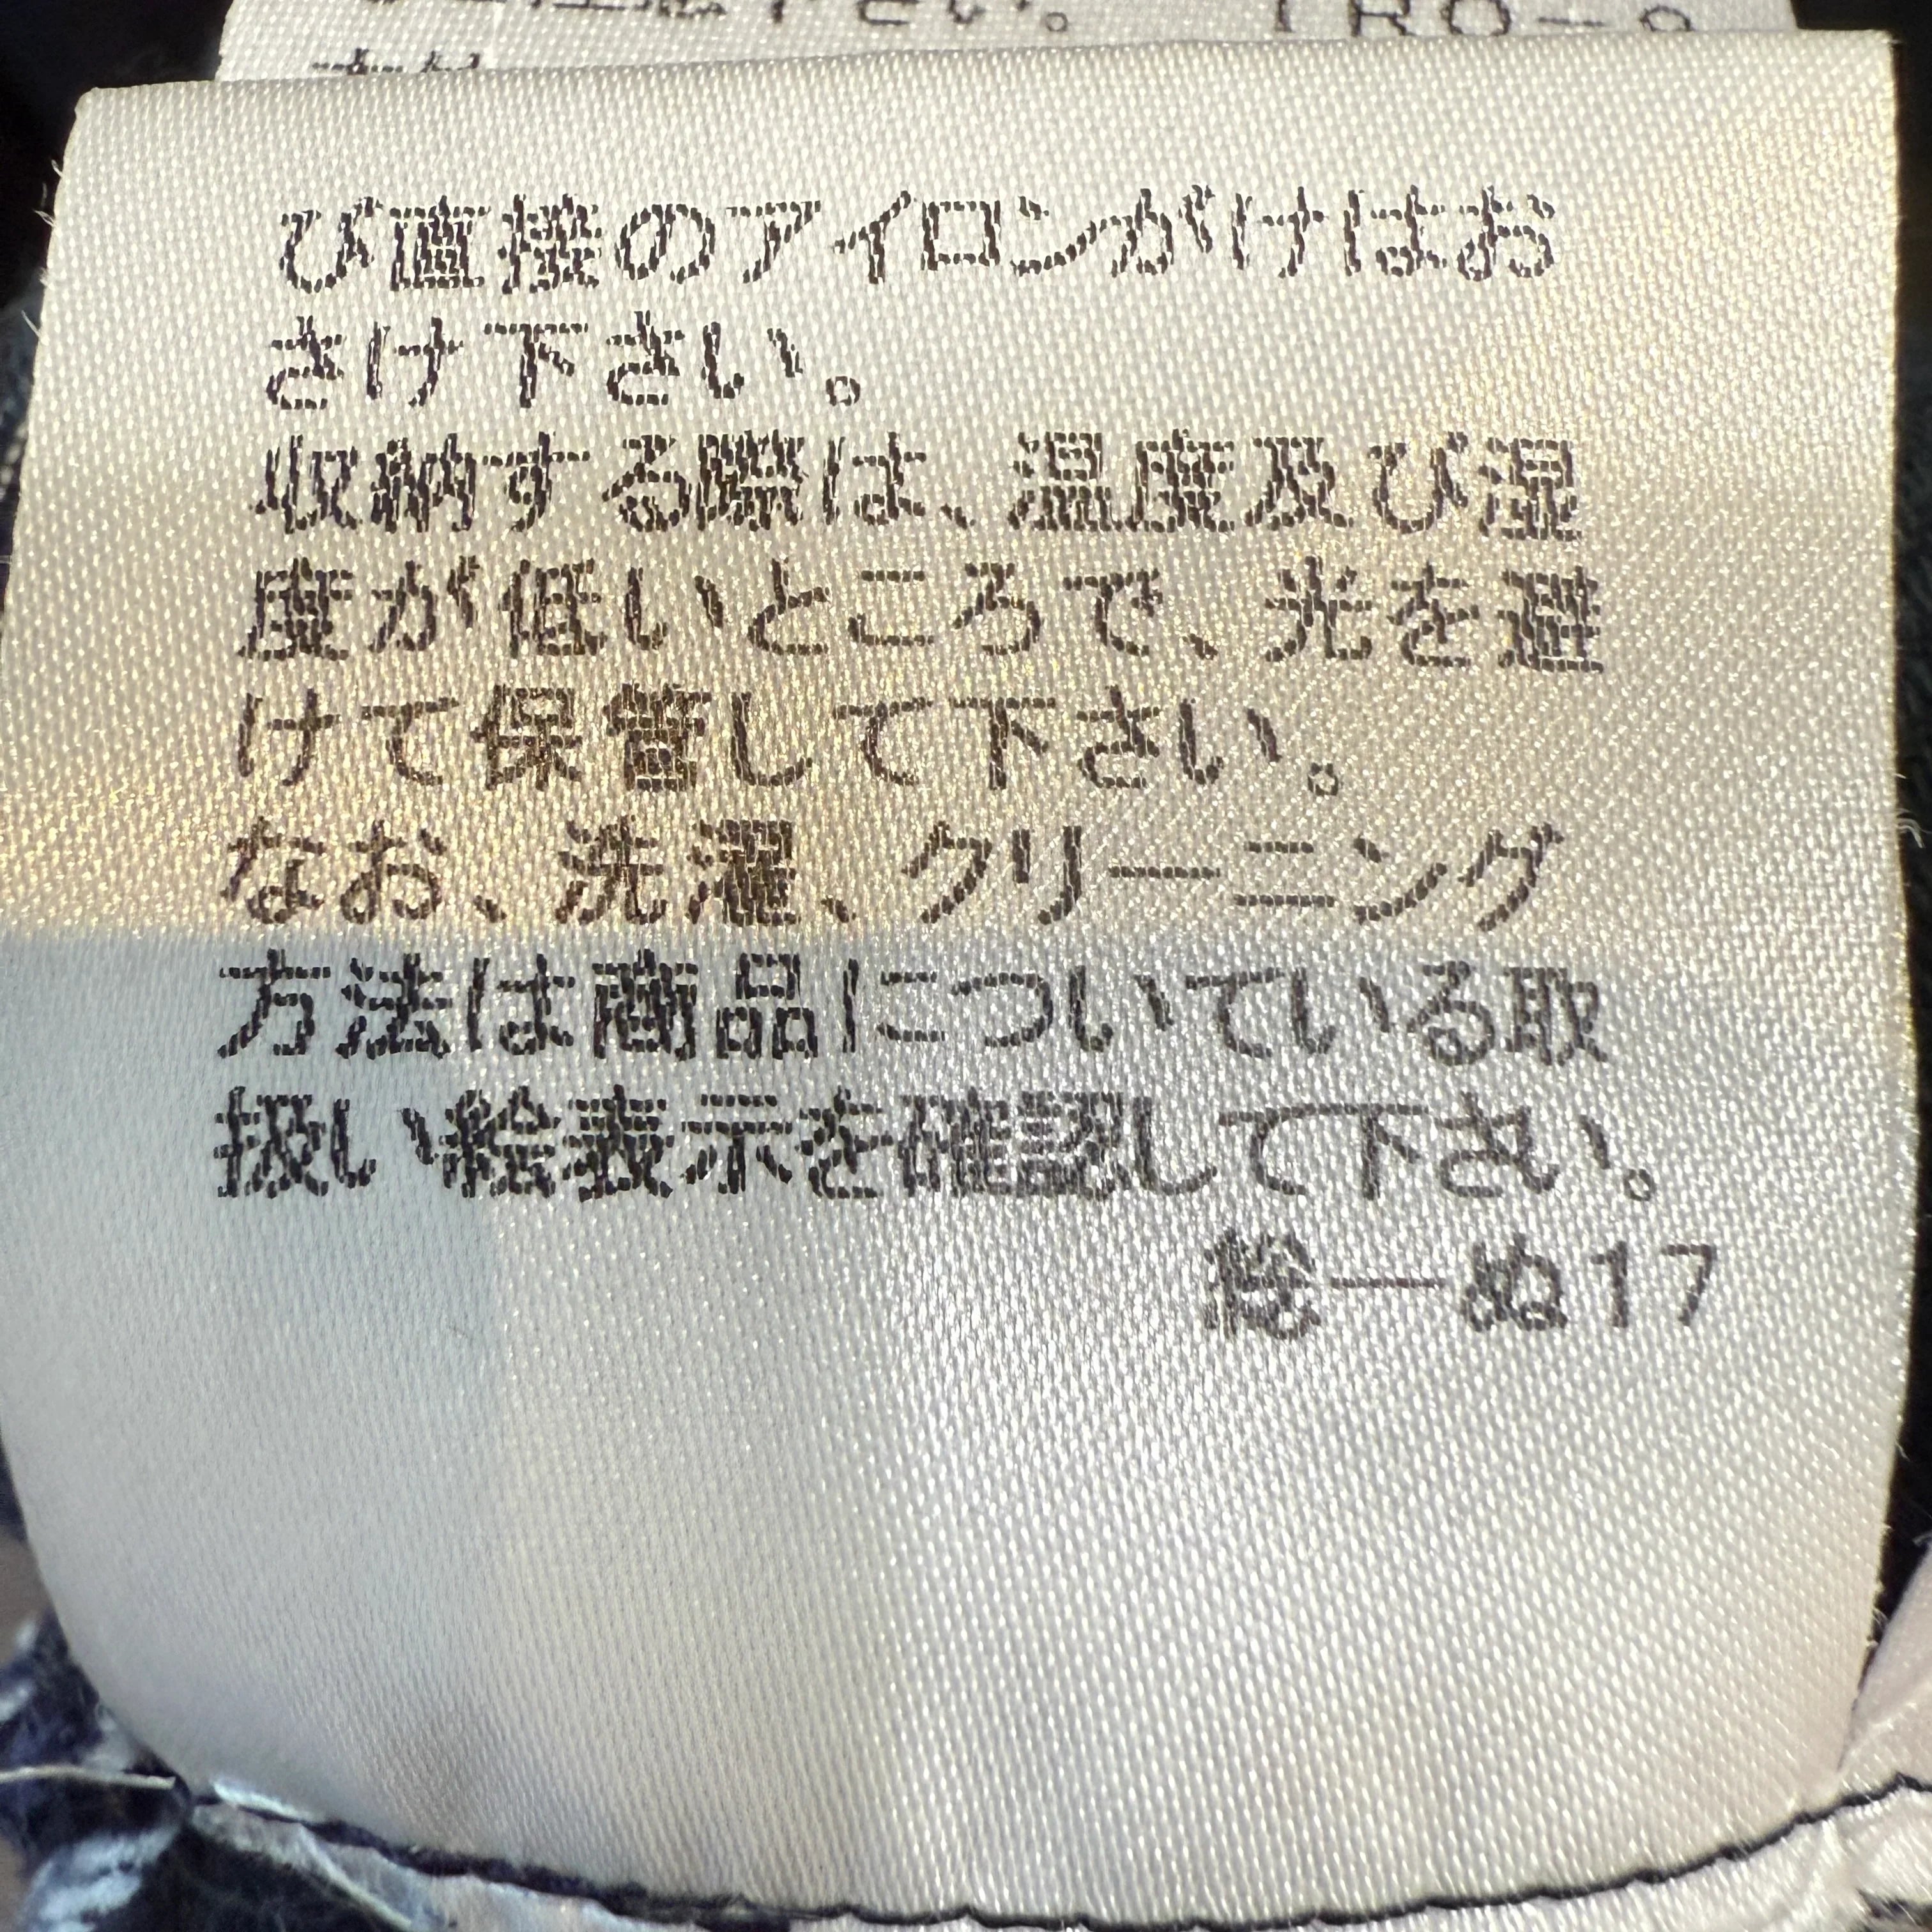 び直接のアイロンがけはお
さけ下さい。
収納する際は、温度及び湿
度が低いところで、光を避
けて保管して下さい。
なお、洗濯、クリーニング
方法は商品についている取
扱い絵表示を確認して下さい。
総ーぬ17